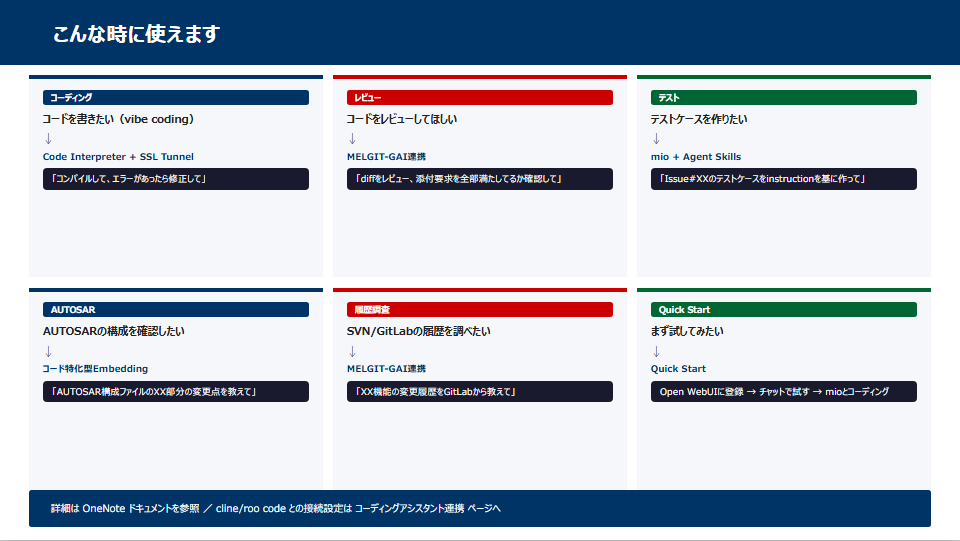 こんな時に使えます
コーディング
コードを書きたい（vibe coding）
↓
Code Interpreter + SSL Tunnel
「コンパイルして、エラーがあったら修正して」
レビュー
コードをレビューしてほしい
↓
MELGIT-GAI連携
「diffをレビュー、添付要求を全部満たしてるか確認して」
テスト
テストケースを作りたい
↓
mio + Agent Skills
「Issue#XXのテストケースをinstructionを基に作って」
AUTOSAR
AUTOSARの構成を確認したい
↓
コード特化型Embedding
「AUTOSAR構成ファイルのXX部分の変更点を教えて」
履歴調査
SVN/GitLabの履歴を調べたい
↓
MELGIT-GAI連携
「XX機能の変更履歴をGitLabから教えて」
Quick Start
まず試してみたい
↓
Quick Start
Open WebUIに登録 → チャットで試す → mioとコーディング
詳細は OneNote ドキュメントを参照 ／ cline/roo code との接続設定は コーディングアシスタント連携 ページへ